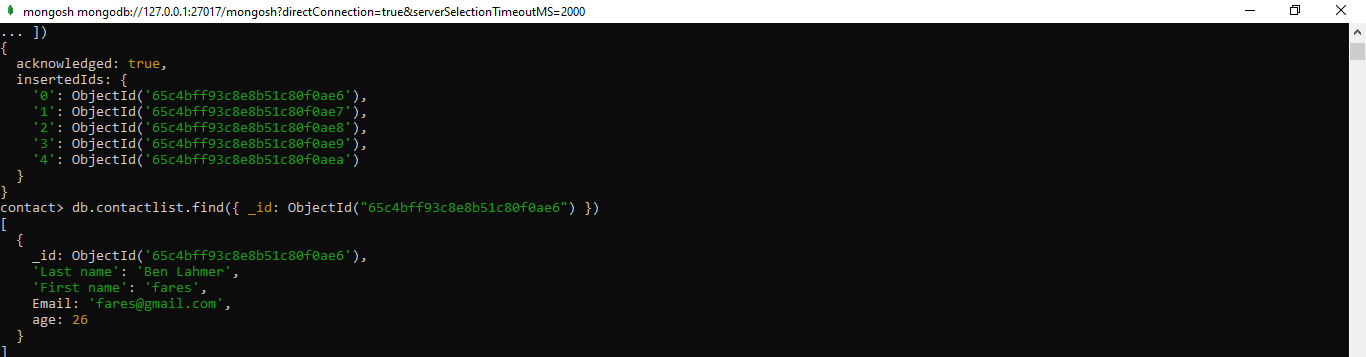 mongosh mongodb://127.0.0.1:27017/mongosh?directConnection=true&serverSelectionTimeoutMS=2000
... ])
{
  acknowledged: true,
  insertedIds: {
    '0': ObjectId('65c4bff93c8e8b51c80f0ae6'),
    '1': ObjectId('65c4bff93c8e8b51c80f0ae7'),
    '2': ObjectId('65c4bff93c8e8b51c80f0ae8'),
    '3': ObjectId('65c4bff93c8e8b51c80f0ae9'),
    '4': ObjectId('65c4bff93c8e8b51c80f0aea')
  }
}
contact> db.contactlist.find({ _id: ObjectId("65c4bff93c8e8b51c80f0ae6") })
[
  {
    _id: ObjectId('65c4bff93c8e8b51c80f0ae6'),
    'Last name': 'Ben Lahmer',
    'First name': 'fares',
    Email: 'fares@gmail.com',
    age: 26
  }
]